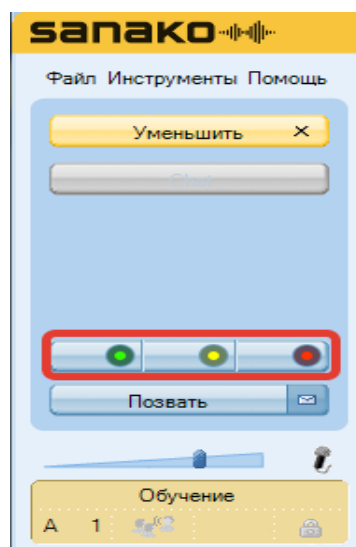 sanako
Файл Инструменты Помощь
Уменьшить X
Позвать
Обучение
A 1